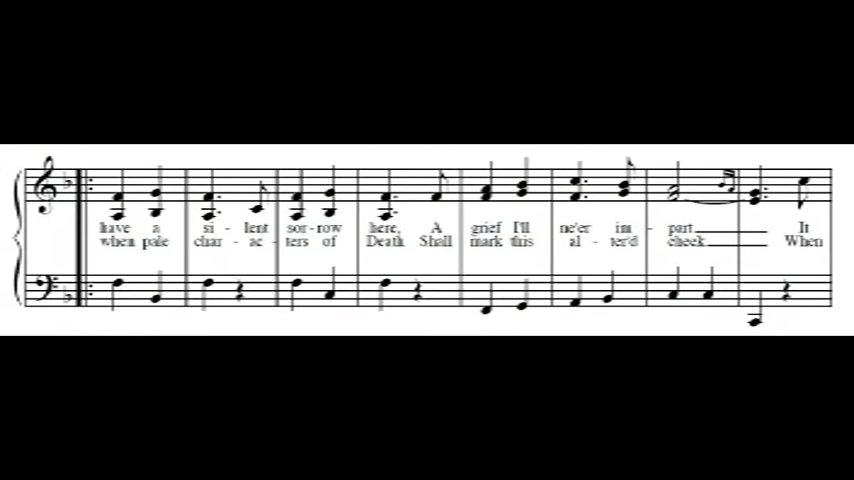 have a si - lent sor - row here, A grief I'll ne'er im - part It
when pale char - ac - ters of Death Shall mark this al - ter'd cheek When